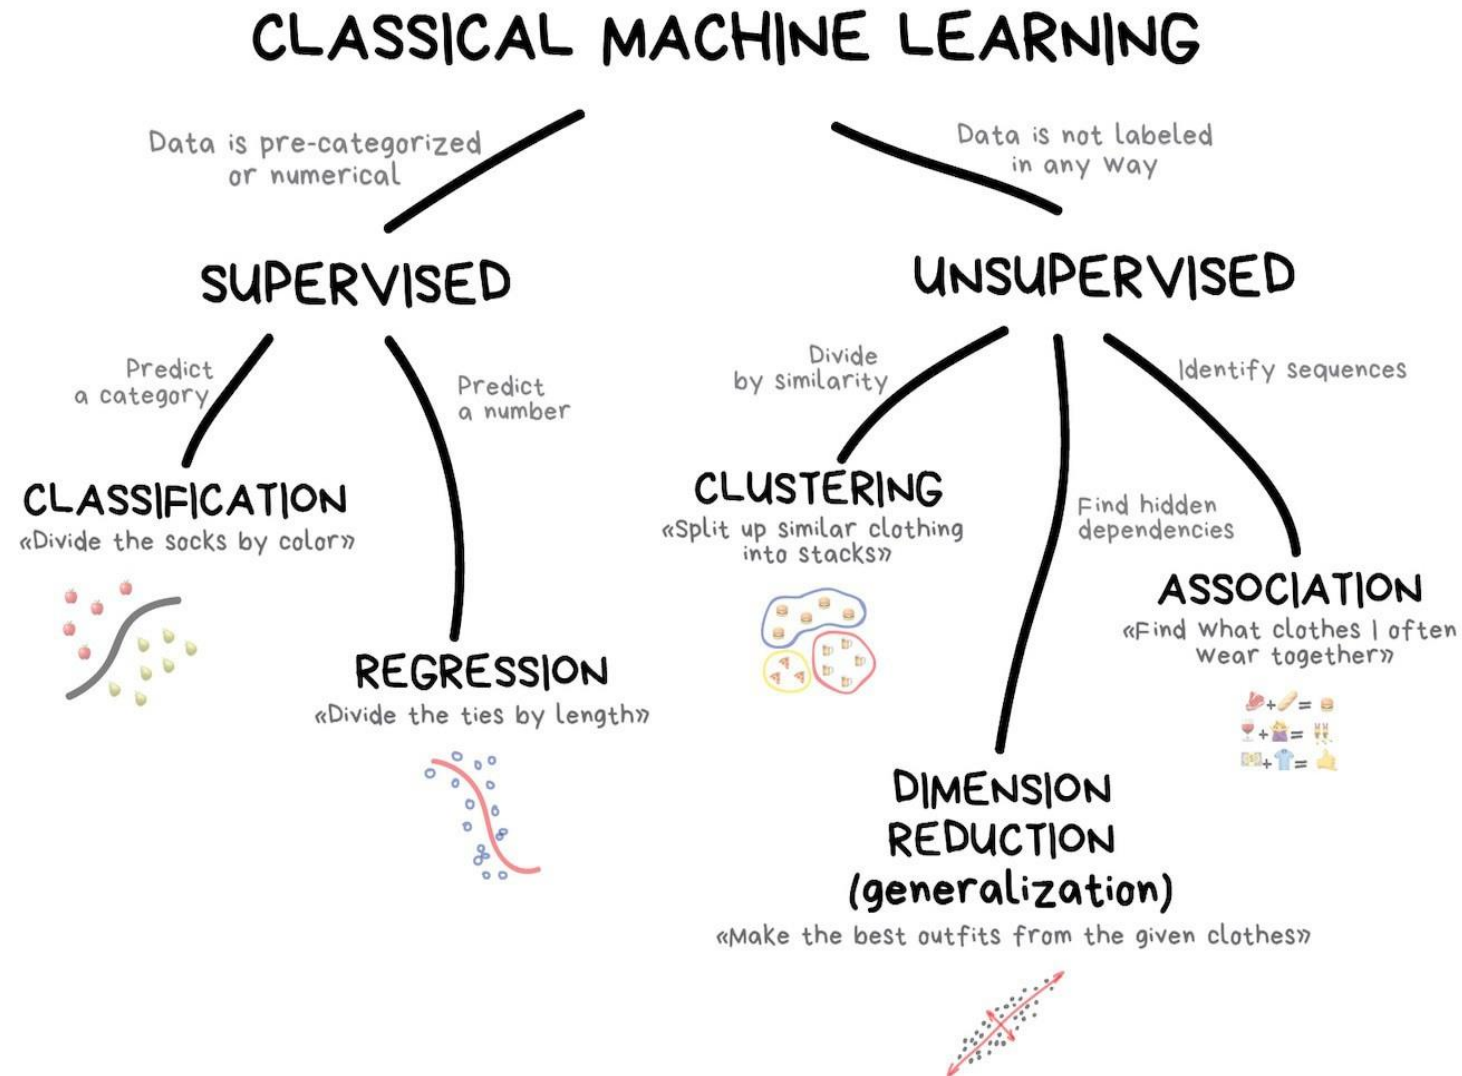 CLASSICAL MACHINE LEARNING
Data is pre-categorized
or numerical
Data is not labeled
in any way
SUPERVISED
UNSUPERVISED
Predict
a category
Predict
a number
Divide
by similarity
Identify sequences
CLASSIFICATION
«Divide the socks by color»
CLUSTERING
«Split up similar clothing
into stacks»
Find hidden
dependencies
ASSOCIATION
«Find what clothes I often
wear together»
REGRESSION
«Divide the ties by length»
+ =
+ =
+ =
DIMENSION
REDUCTION
(generalization)
«Make the best outfits from the given clothes»